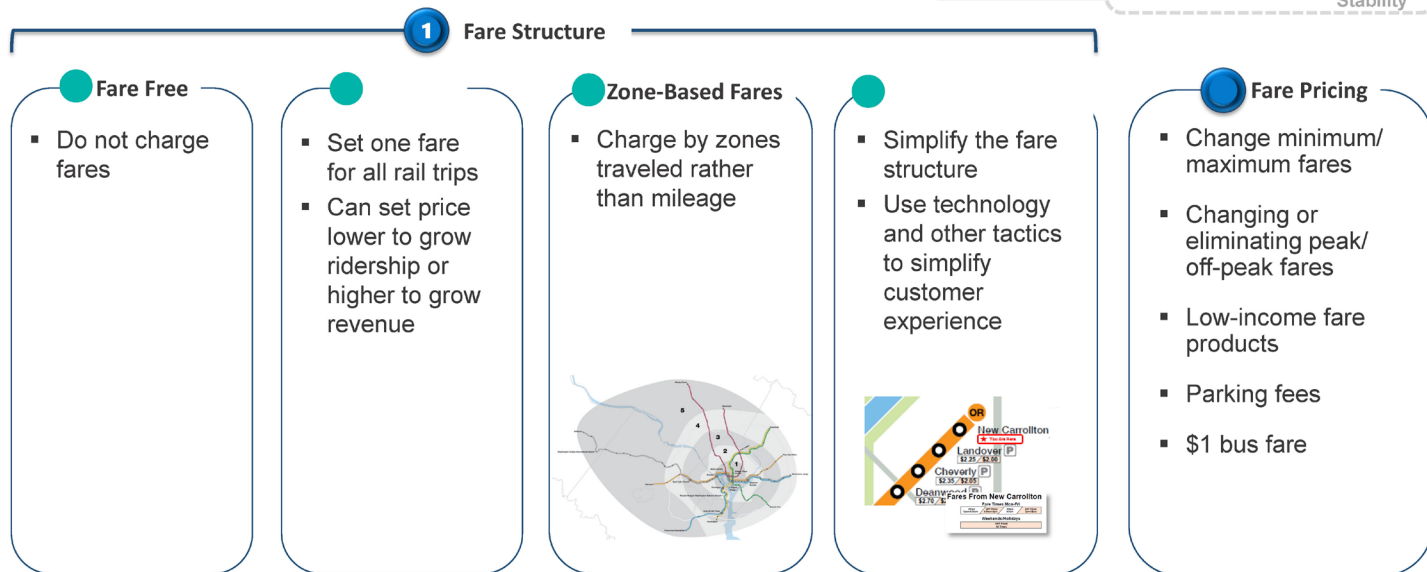 Stability
1 Fare Structure
Fare Free
▪ Do not charge
fares
▪ Set one fare
for all rail trips
▪ Can set price
lower to grow
ridership or
higher to grow
revenue
Zone-Based Fares
▪ Charge by zones
traveled rather
than mileage
5
4
3
2
1
▪ Simplify the fare
structure
▪ Use technology
and other tactics
to simplify
customer
experience
OR
New Carrollton
★ You Are Here
Landover P
$2.25 $2.00
Cheverly P
$2.35 $2.05
Deanwood P
$2.70
Fares From New Carrollton
Weekends/Holidays
Fare Pricing
▪ Change minimum/
maximum fares
▪ Changing or
eliminating peak/
off-peak fares
▪ Low-income fare
products
▪ Parking fees
▪ $1 bus fare